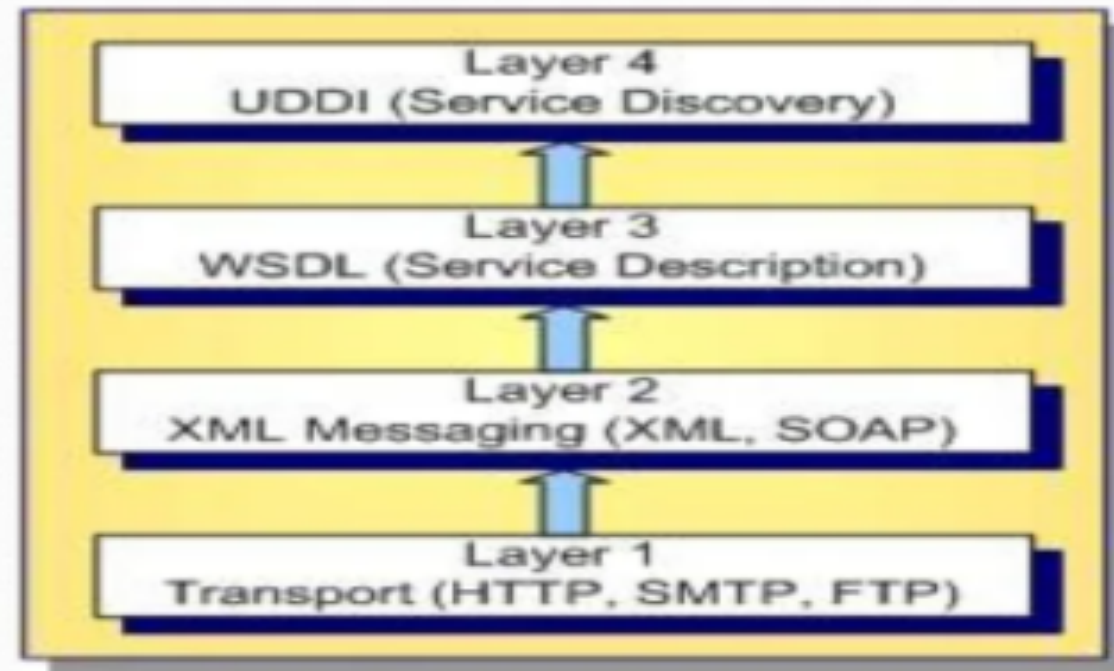 Layer 4
UDDI (Service Discovery)
Layer 3
WSDL (Service Description)
Layer 2
XML Messaging (XML, SOAP)
Layer 1
Transport (HTTP, SMTP, FTP)